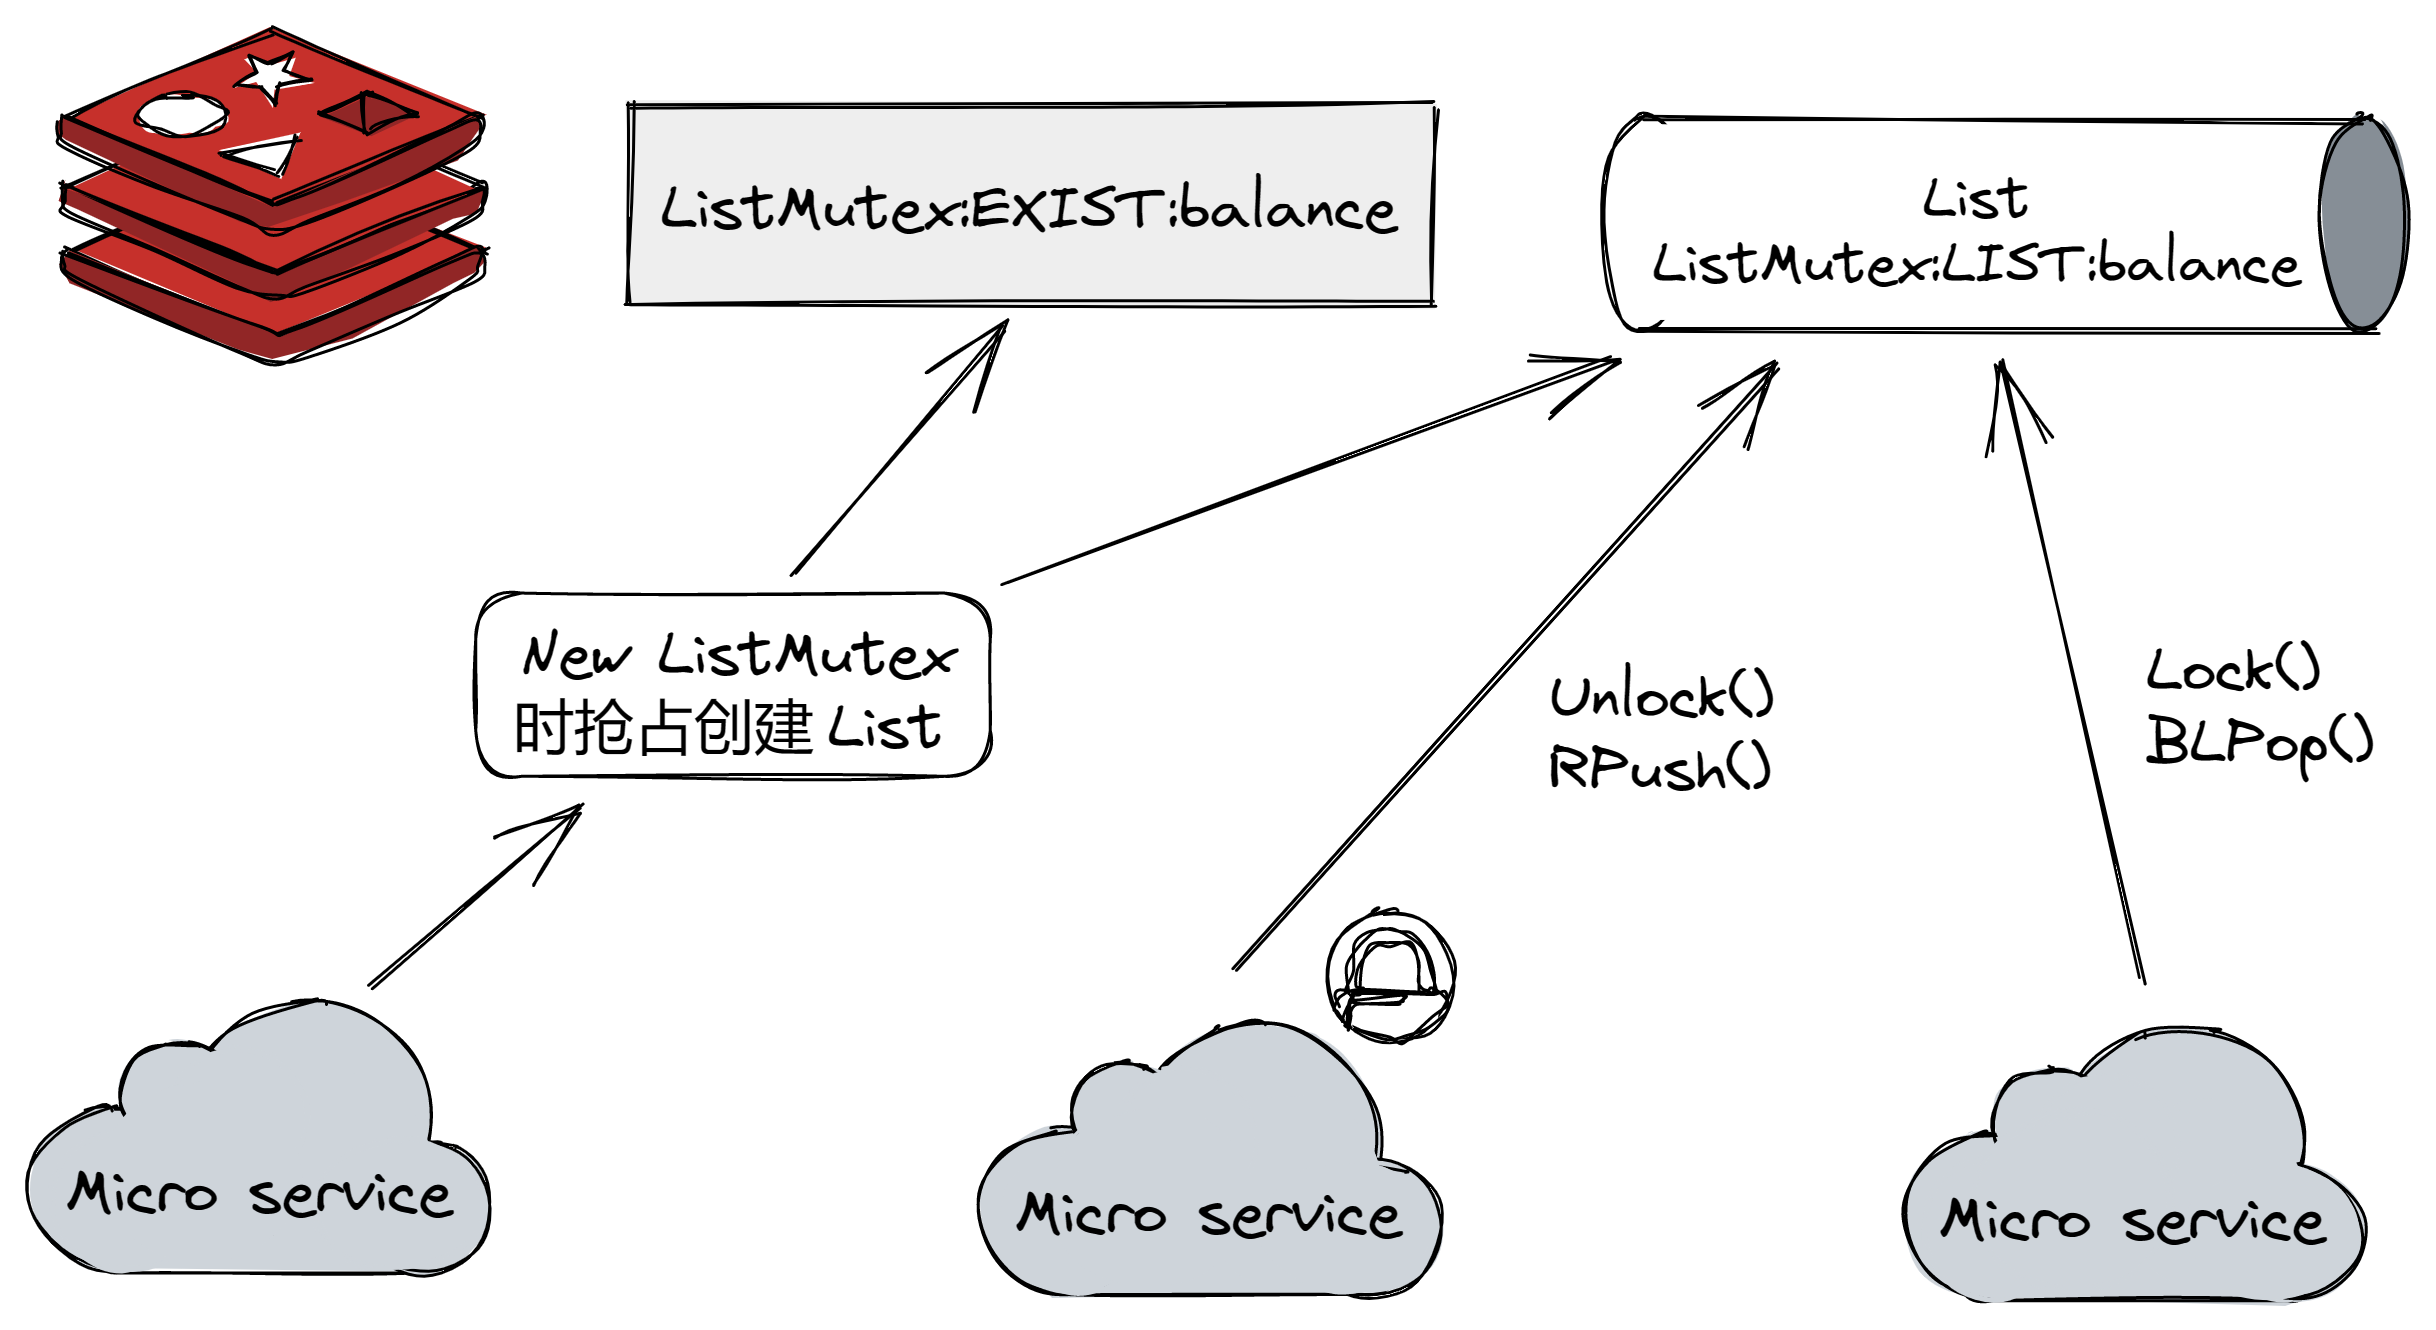 ListMutex:EXIST:balance
List
ListMutex:LIST:balance
New ListMutex
时抢占创建 List
Unlock()
RPush()
Lock()
BLPop()
Micro service
Micro service
Micro service